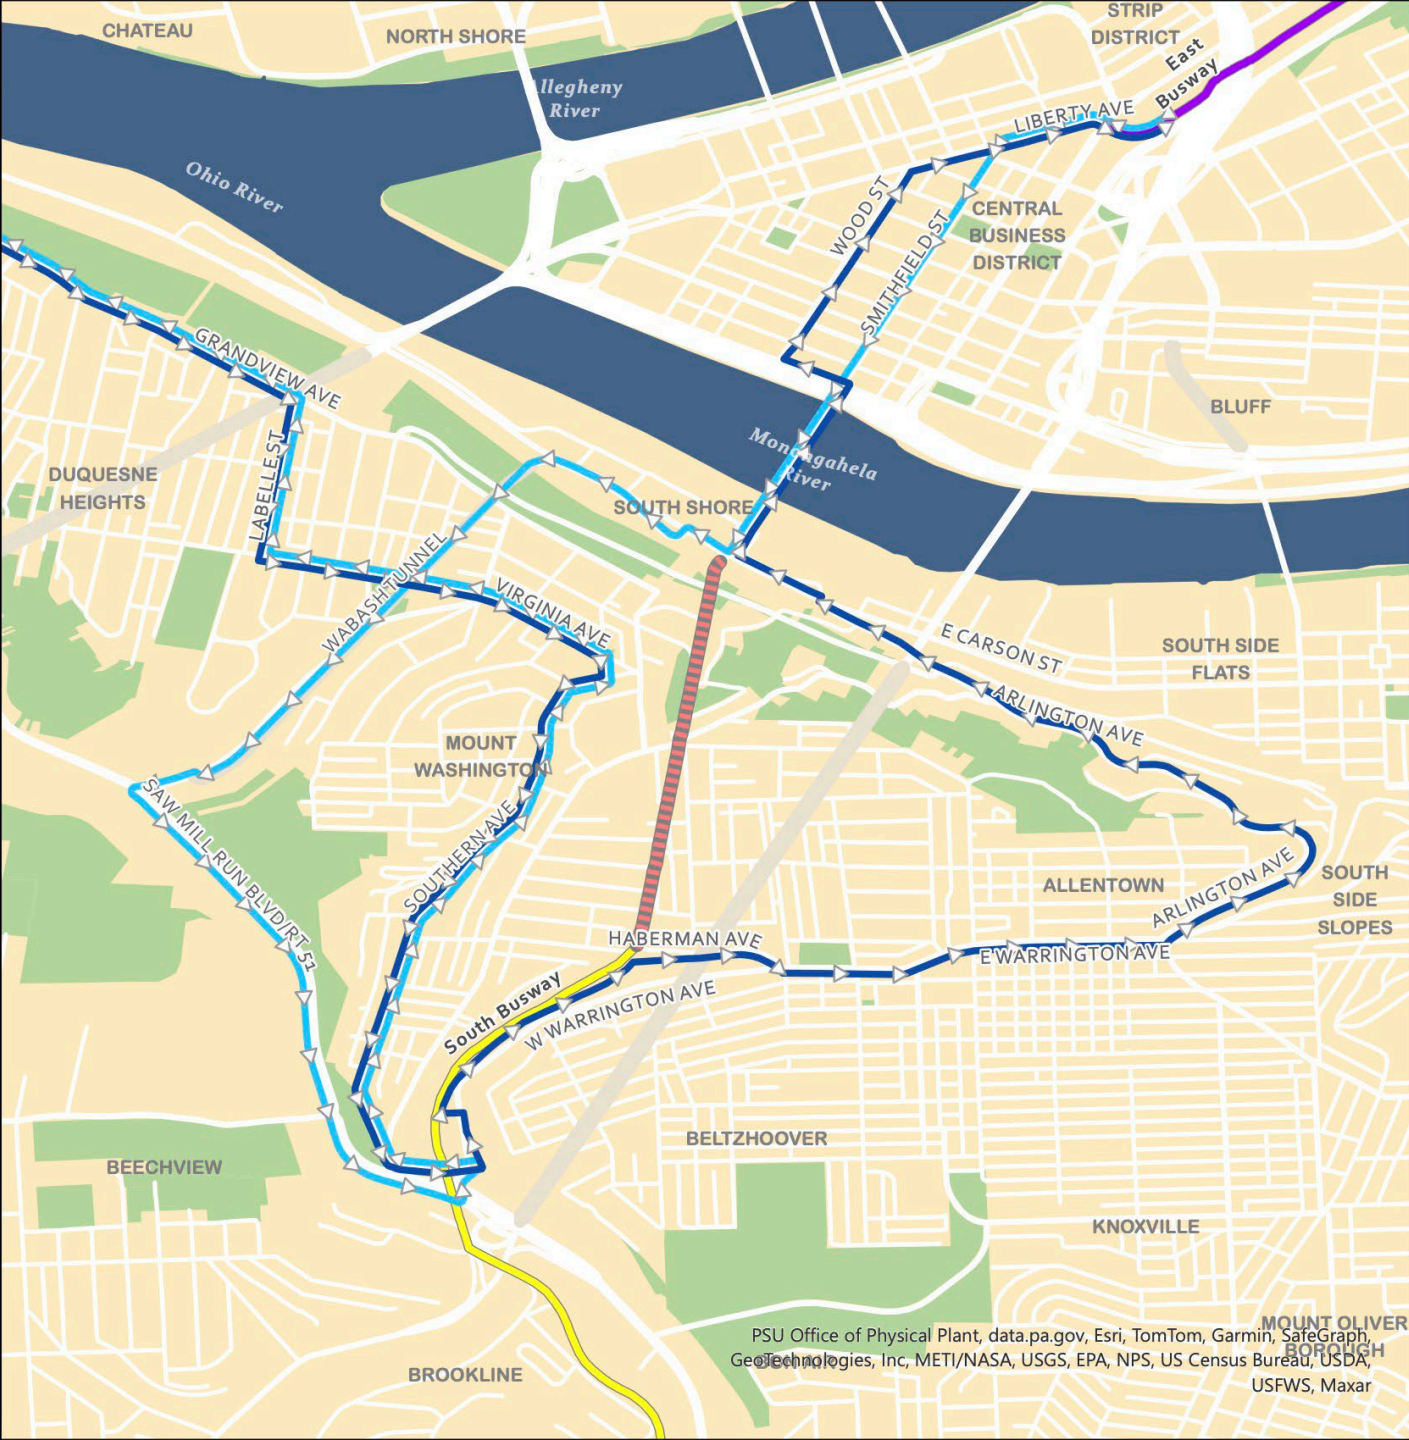 CHATEAU
NORTH SHORE
STRIP
DISTRICT
East
Busway
Allegheny
River
LIBERTY AVE
Ohio River
WOOD ST
SMITHFIELD ST
CENTRAL
BUSINESS
DISTRICT
GRANDVIEW AVE
BLUFF
DUQUESNE
HEIGHTS
LABELLE ST
Monongahela
River
SOUTH SHORE
WABASH TUNNEL
VIRGINIA AVE
E CARSON ST
SOUTH SIDE
FLATS
ARLINGTON AVE
MOUNT
WASHINGTON
SAW MILL RUN BLVD/RT 51
SOUTHERN AVE
ALLENTOWN
ARLINGTON AVE
SOUTH
SIDE
SLOPES
HABERMAN AVE
E WARRINGTON AVE
South Busway
W WARRINGTON AVE
BELTZHOOVER
BEECHVIEW
KNOXVILLE
MOUNT OLIVER
BOROUGH
BON AIR
BROOKLINE
PSU Office of Physical Plant, data.pa.gov, Esri, TomTom, Garmin, SafeGraph,
GeoTechnologies, Inc, METI/NASA, USGS, EPA, NPS, US Census Bureau, USDA,
USFWS, Maxar